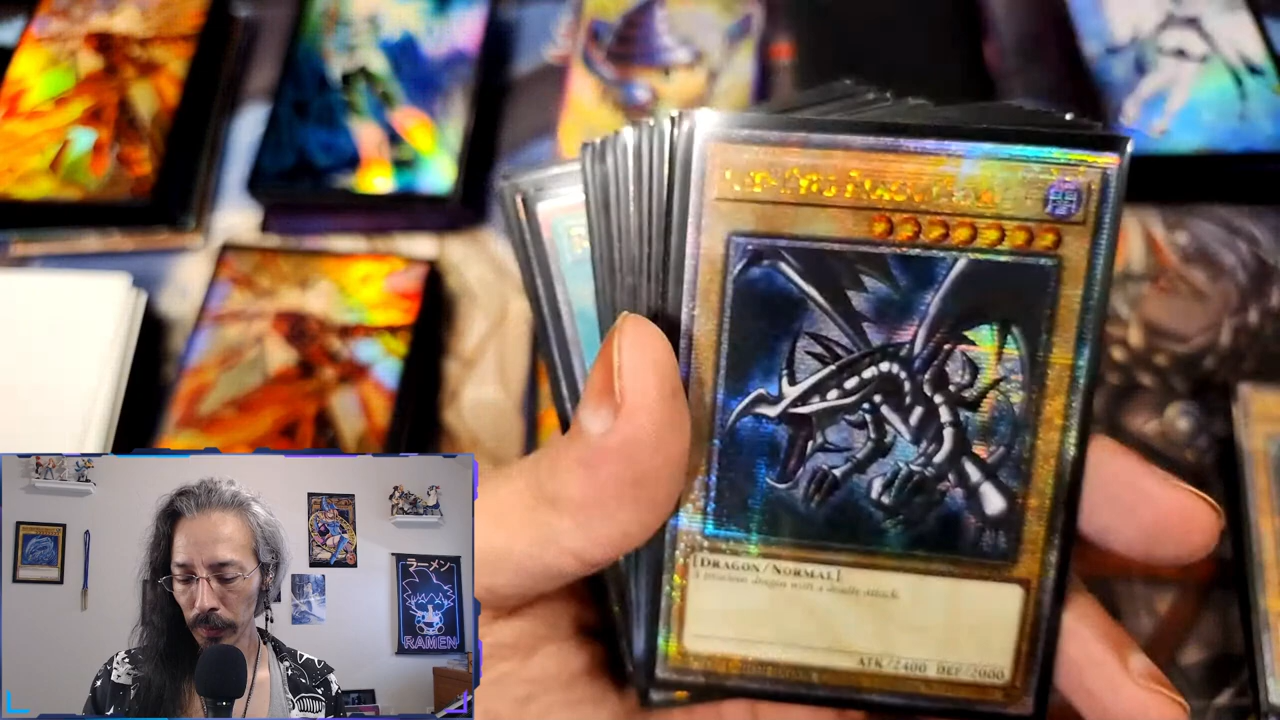 [DRAGON/NORMAL]
A ferocious dragon with a deadly attack.
ATK/2400 DEF/2000
ラーメン
RAMEN